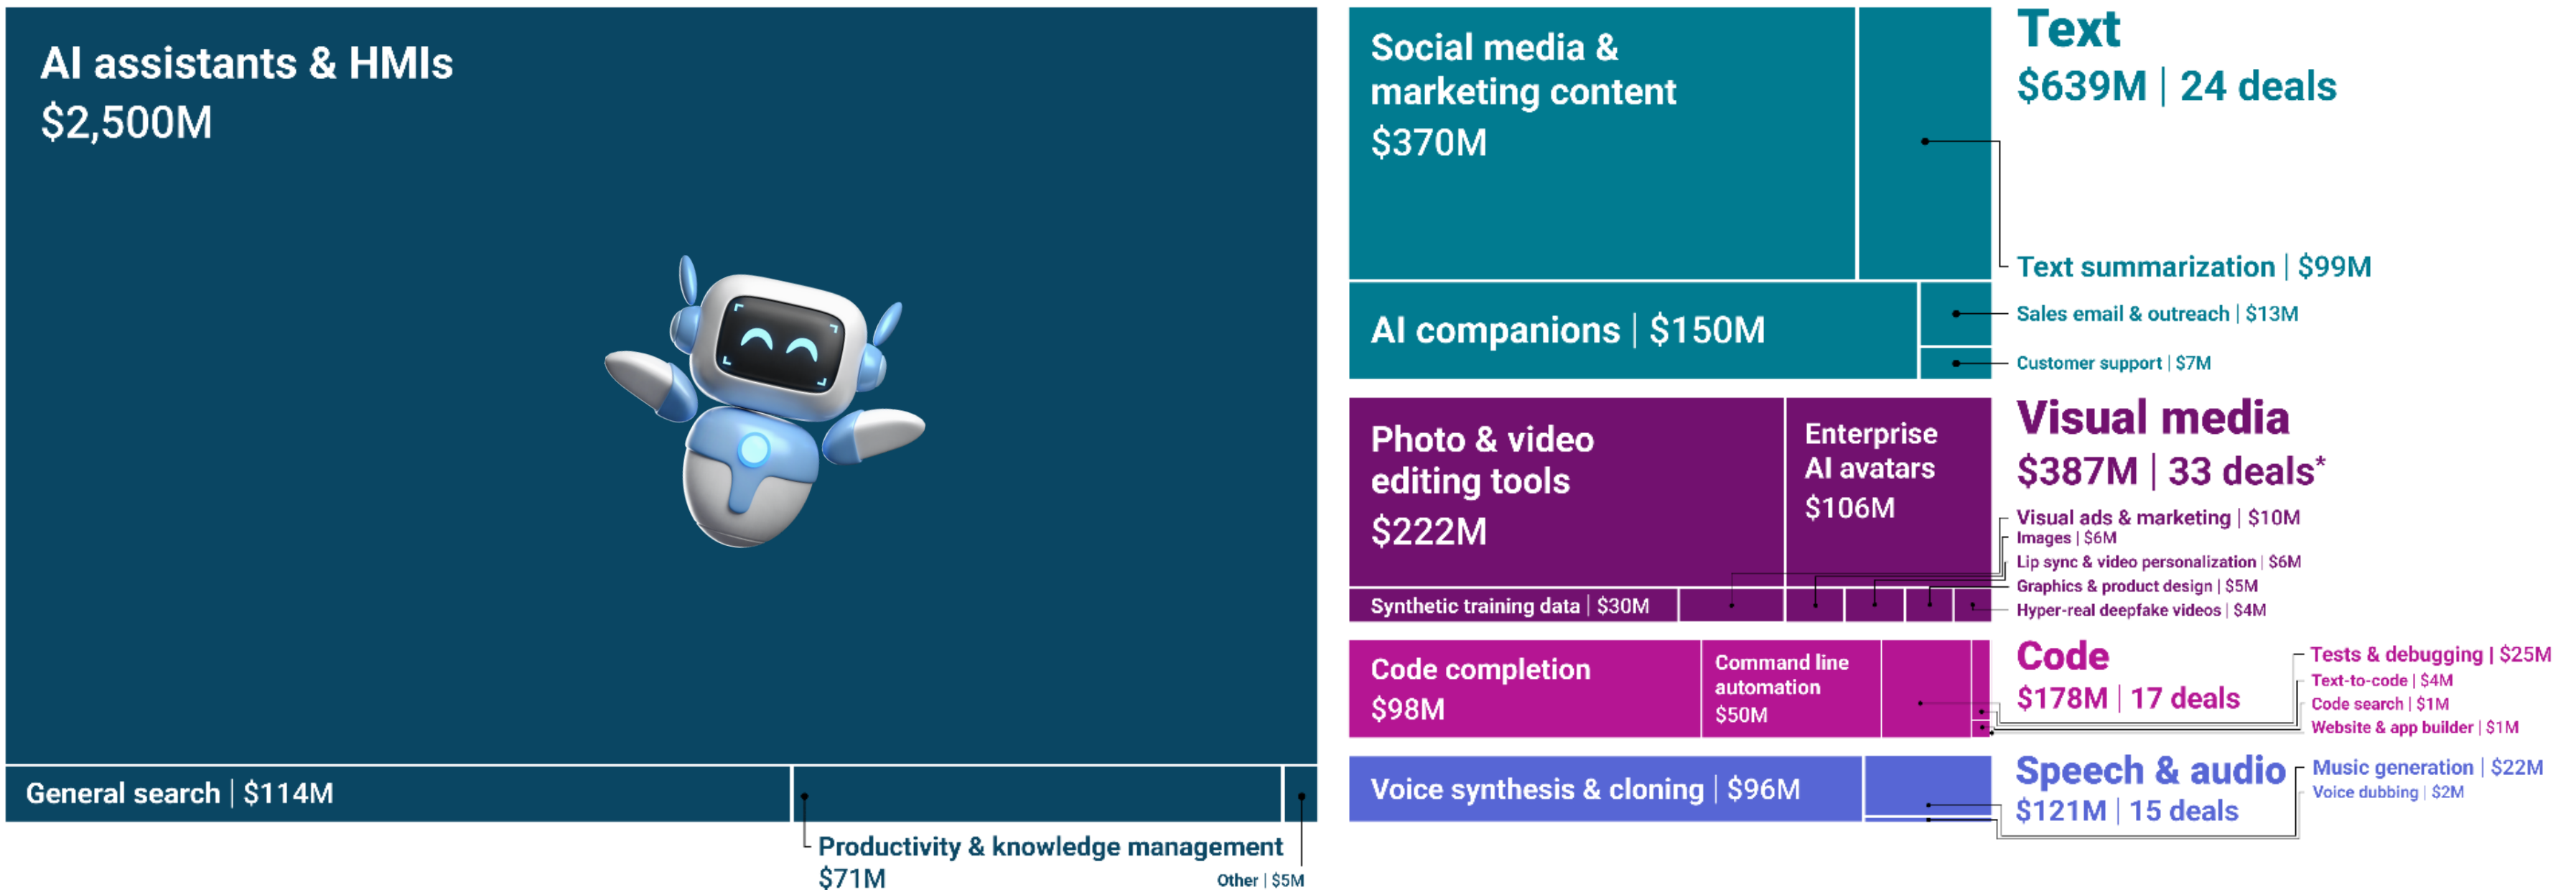 AI assistants & HMIs
$2,500M
General search | $114M
Productivity & knowledge management
$71M
Other | $5M
Social media &
marketing content
$370M
AI companions | $150M
Text
$639M | 24 deals
Text summarization | $99M
Sales email & outreach | $13M
Customer support | $7M
Photo & video
editing tools
$222M
Enterprise
AI avatars
$106M
Synthetic training data | $30M
Visual media
$387M | 33 deals*
Visual ads & marketing | $10M
Images | $6M
Lip sync & video personalization | $6M
Graphics & product design | $5M
Hyper-real deepfake videos | $4M
Code completion
$98M
Command line
automation
$50M
Code
$178M | 17 deals
Tests & debugging | $25M
Text-to-code | $4M
Code search | $1M
Website & app builder | $1M
Voice synthesis & cloning | $96M
Speech & audio
$121M | 15 deals
Music generation | $22M
Voice dubbing | $2M